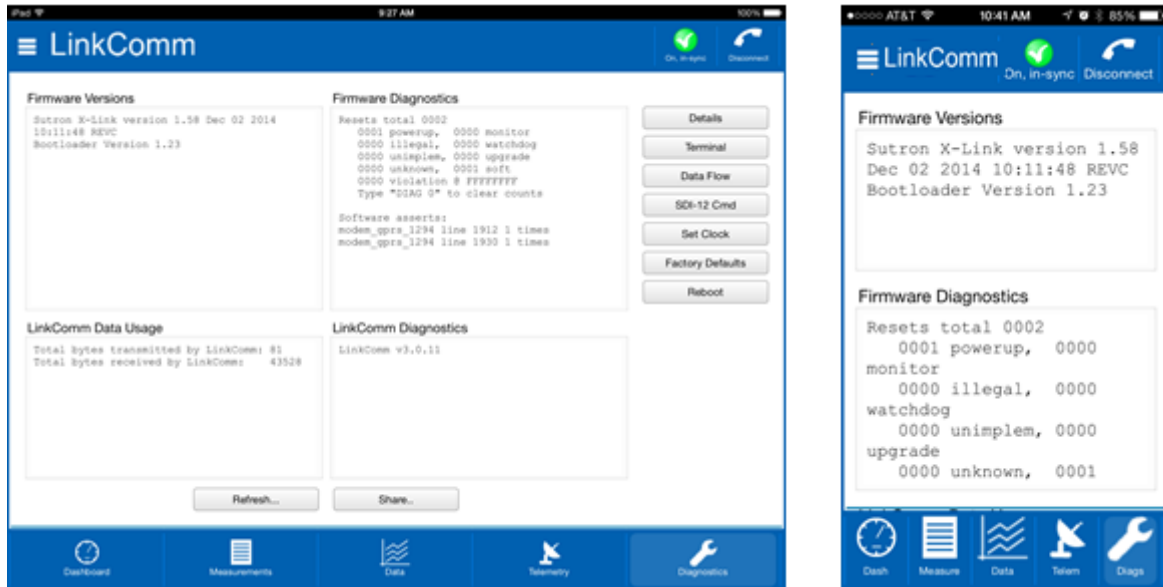 iPad 9:27 AM 100%
LinkComm
On, in-sync Disconnect
Firmware Versions
Sutron X-Link version 1.58 Dec 02 2014
10:11:48 REVC
Bootloader Version 1.23
Firmware Diagnostics
Resets total 0002
0001 powerup, 0000 monitor
0000 illegal, 0000 watchdog
0000 unimplem, 0000 upgrade
0000 unknown, 0001 soft
0000 violation @ FFFFFFFF
Type "DIAG 0" to clear counts
Software asserts:
modem_gprs_1294 line 1912 1 times
modem_gprs_1294 line 1930 1 times
Details
Terminal
Data Flow
SDI-12 Cmd
Set Clock
Factory Defaults
Reboot
LinkComm Data Usage
Total bytes transmitted by LinkComm: 81
Total bytes received by LinkComm: 43528
LinkComm Diagnostics
LinkComm v3.0.11
Refresh...
Share..
Dashboard
Measurements
Data
Telemetry
Diagnostics
AT&T 10:41 AM 85%
LinkComm
On, in-sync Disconnect
Firmware Versions
Sutron X-Link version 1.58
Dec 02 2014 10:11:48 REVC
Bootloader Version 1.23
Firmware Diagnostics
Resets total 0002
0001 powerup, 0000
monitor
0000 illegal, 0000
watchdog
0000 unimplem, 0000
upgrade
0000 unknown, 0001
Dash
Measure
Data
Telem
Diags